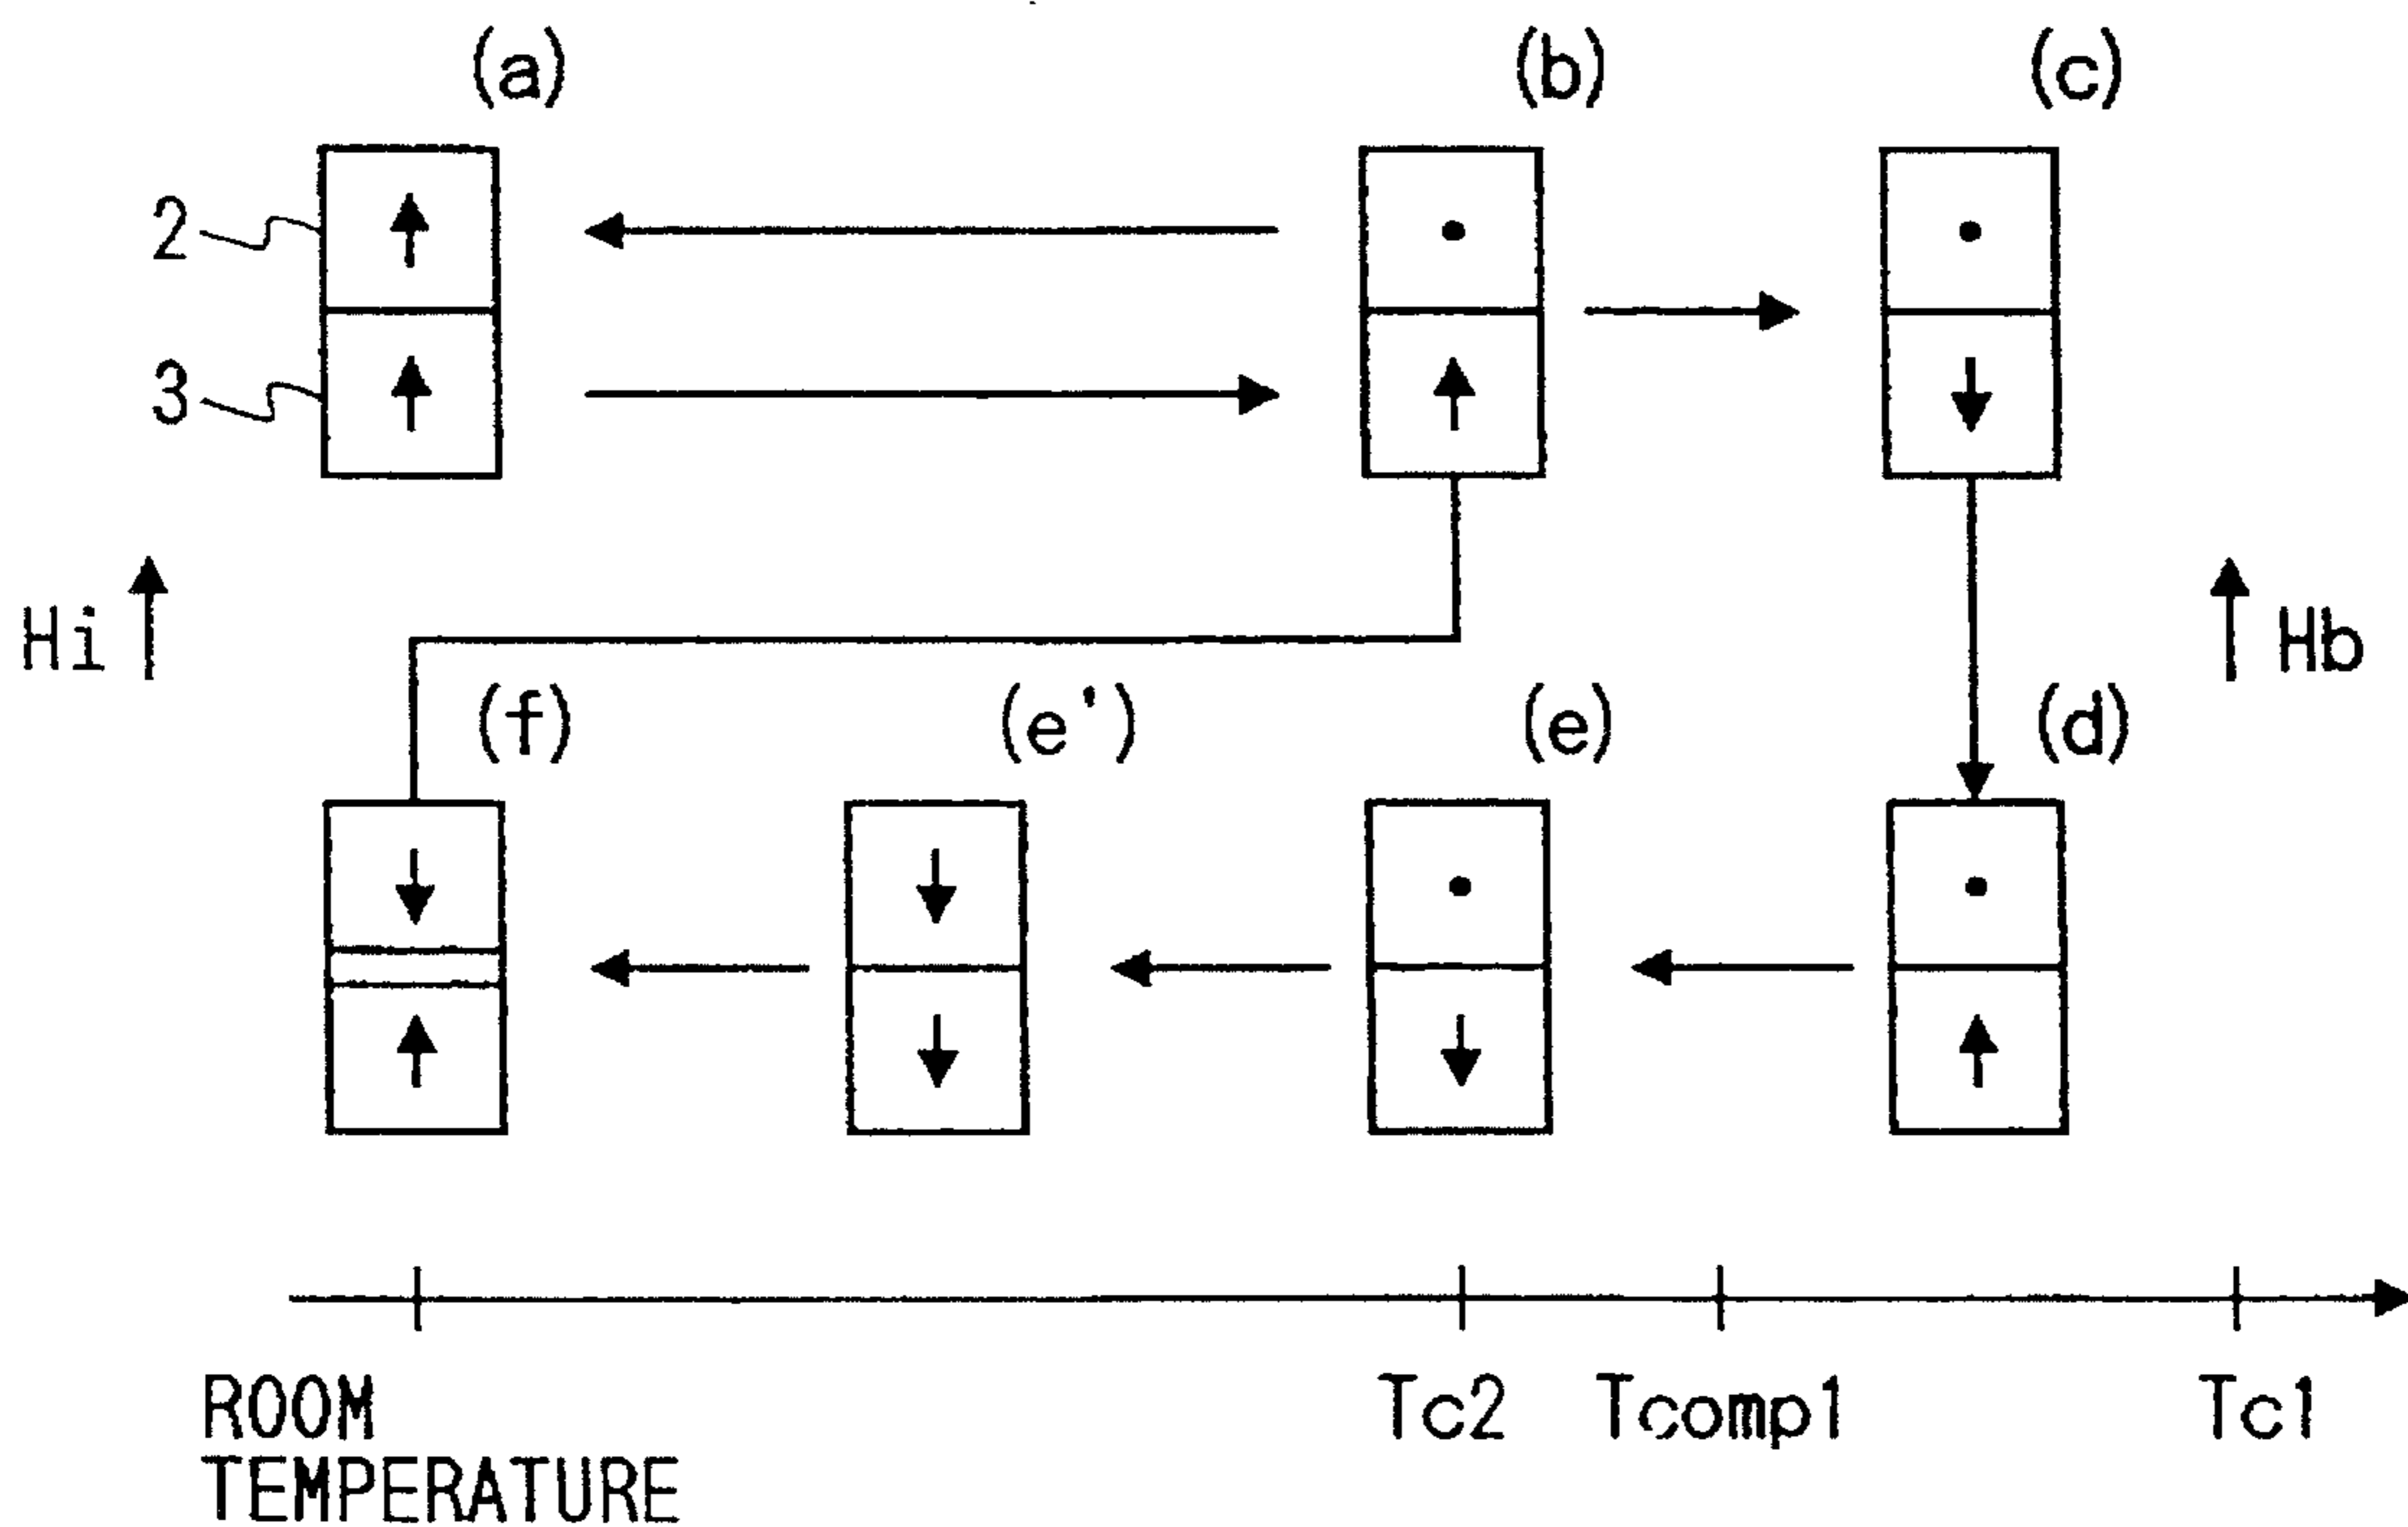 (a) (b) (c)
2
3
Hi Hb
(f) (e') (e) (d)
ROOM TEMPERATURE
Tc2 Tcomp1 Tc1